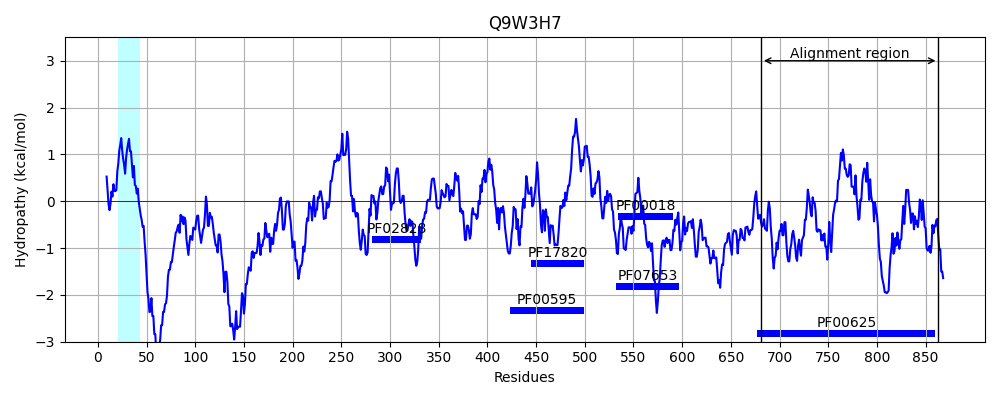 Q9W3H7
Hydropathy (kcal/mol)
3
2
1
0
−1
−2
−3
Alignment region
PF00018
PF02828
PF17820
PF07653
PF00595
PF00625
0 50 100 150 200 250 300 350 400 450 500 550 600 650 700 750 800 850
Residues